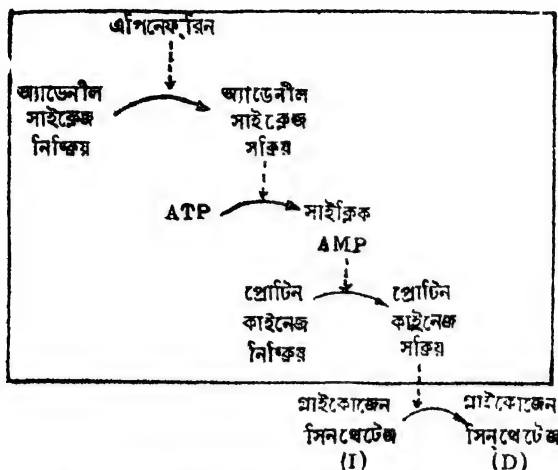 এপিনেফ্রিন
অ্যাডেনীল অ্যাডেনীল
সাইক্লেজ সাইক্লেজ
নিষ্ক্রিয় সক্রিয়
ATP সাইক্লিক
AMP
প্রোটিন প্রোটিন
কাইনেজ কাইনেজ
নিষ্ক্রিয় সক্রিয়
গ্লাইকোজেন গ্লাইকোজেন
সিনথেটেজ সিনথেটেজ
(I) (D)